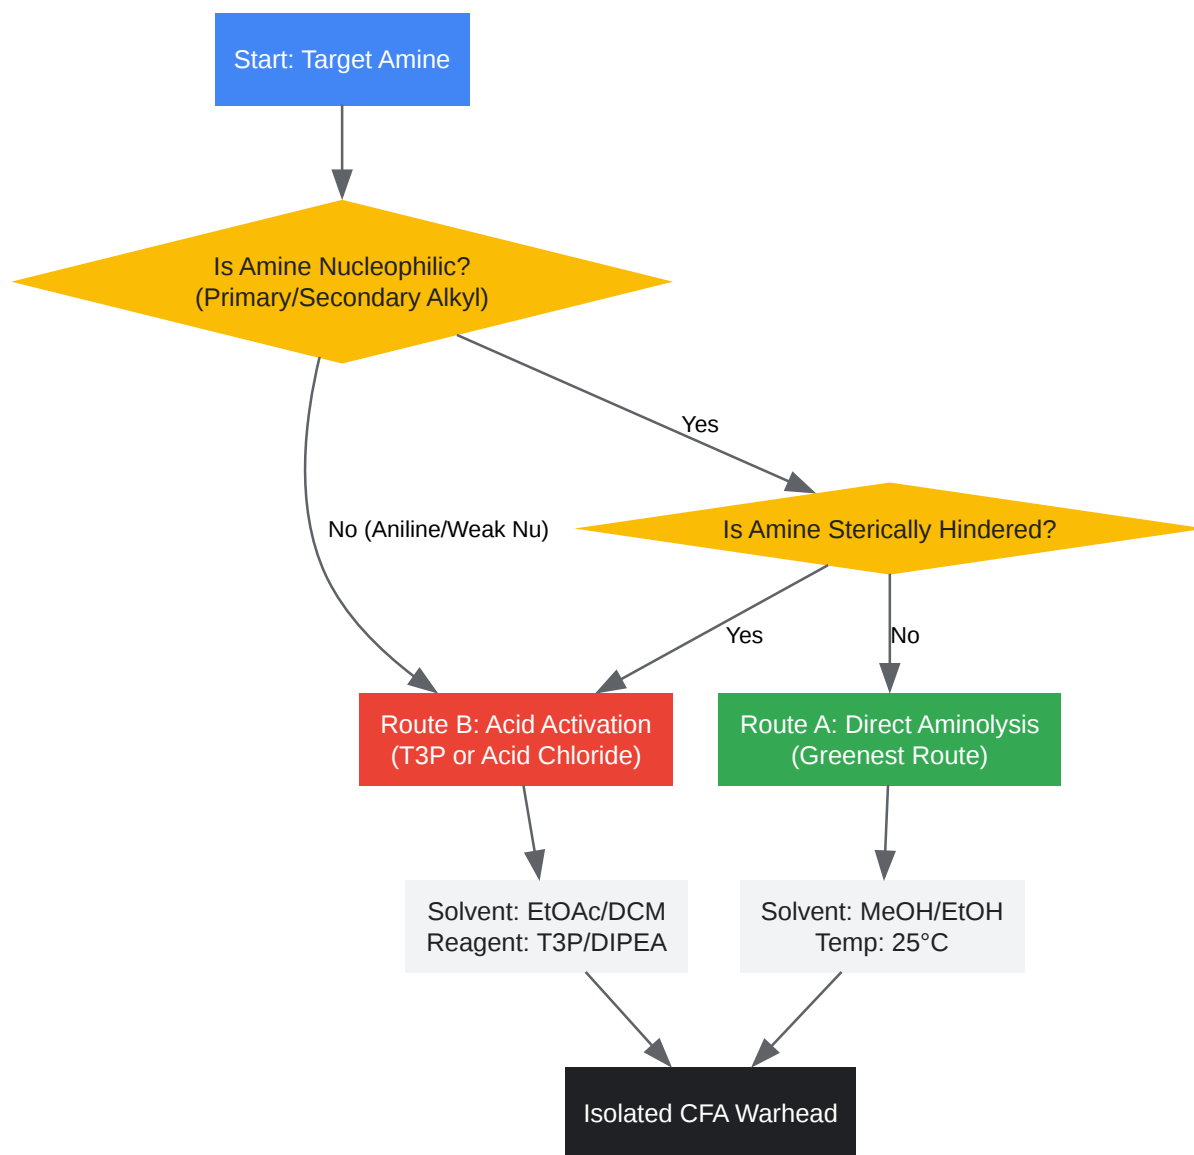 Start: Target Amine
Is Amine Nucleophilic?
(Primary/Secondary Alkyl)
Yes
No (Aniline/Weak Nu)
Is Amine Sterically Hindered?
Yes
No
Route B: Acid Activation
(T3P or Acid Chloride)
Route A: Direct Aminolysis
(Greenest Route)
Solvent: EtOAc/DCM
Reagent: T3P/DIPEA
Solvent: MeOH/EtOH
Temp: 25°C
Isolated CFA Warhead